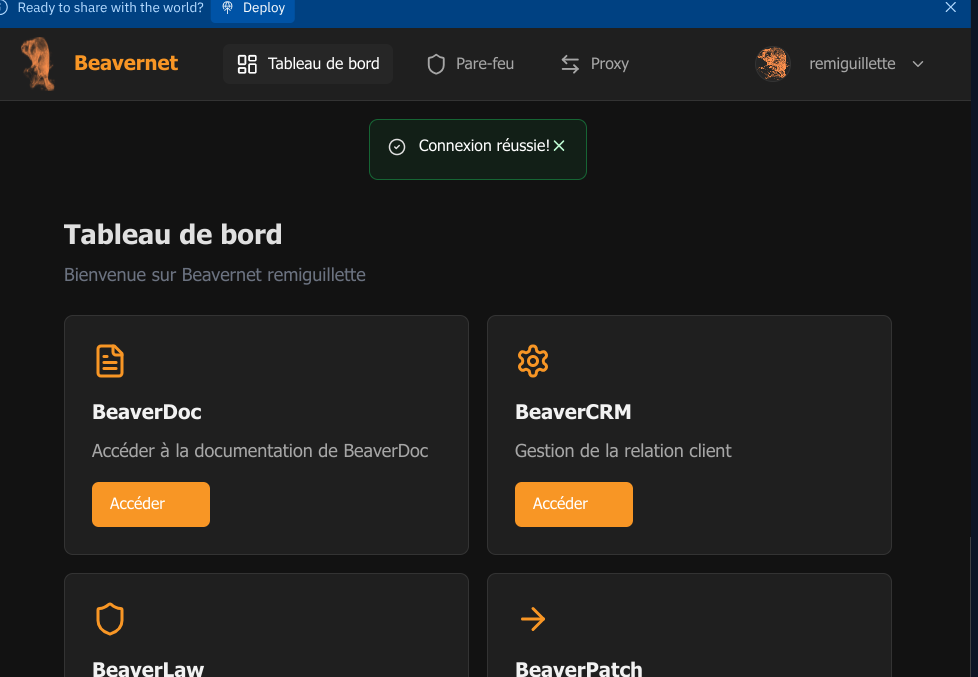 Ready to share with the world? Deploy
Beavernet Tableau de bord Pare-feu Proxy remiguillette
Connexion réussie!
Tableau de bord
Bienvenue sur Beavernet remiguillette
BeaverDoc
Accéder à la documentation de BeaverDoc
Accéder
BeaverCRM
Gestion de la relation client
Accéder
BeaverLaw
BeaverPatch